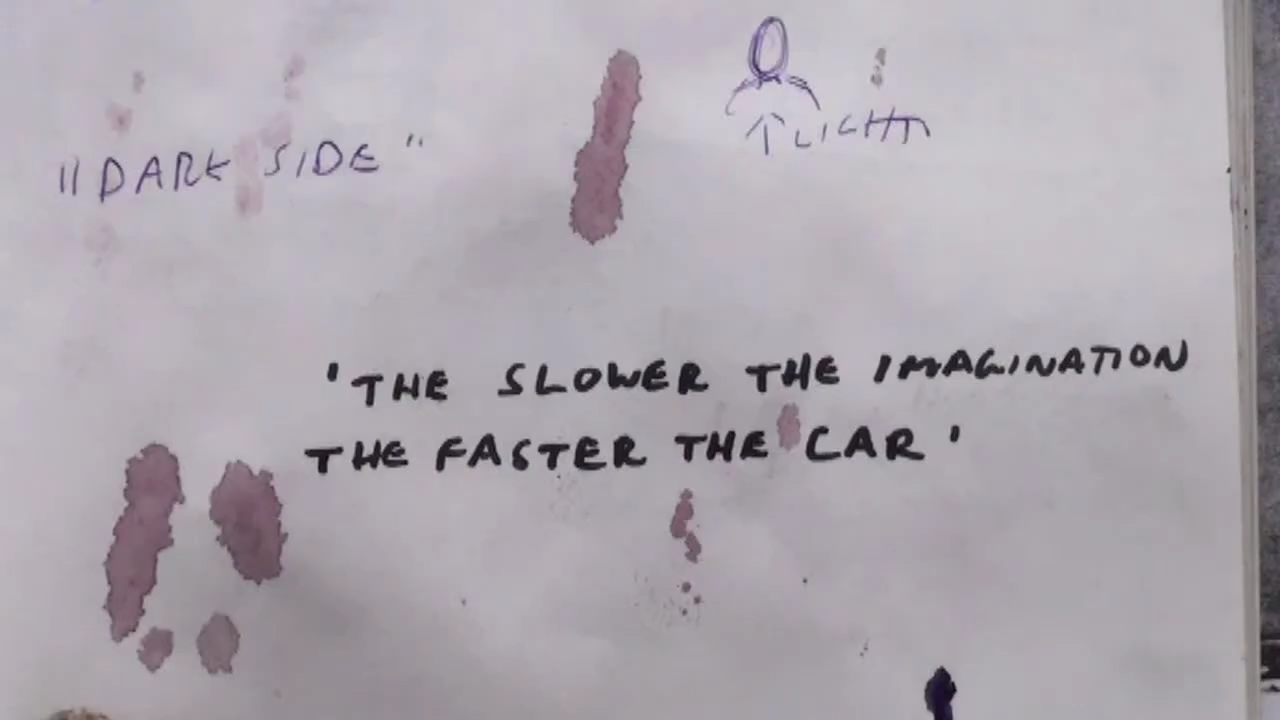 "DARK SIDE"
↑ LIGHT
'THE SLOWER THE IMAGINATION
THE FASTER THE CAR'